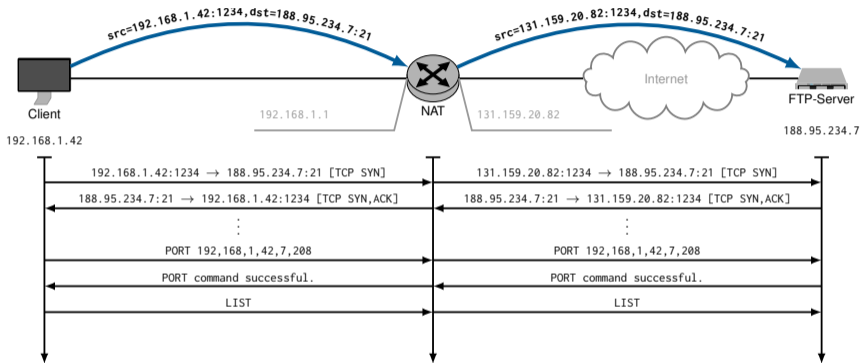 src=192.168.1.42:1234,dst=188.95.234.7:21
src=131.159.20.82:1234,dst=188.95.234.7:21
Internet
Client
NAT
FTP-Server
192.168.1.1
131.159.20.82
192.168.1.42
188.95.234.7
192.168.1.42:1234 → 188.95.234.7:21 [TCP SYN]
131.159.20.82:1234 → 188.95.234.7:21 [TCP SYN]
188.95.234.7:21 → 192.168.1.42:1234 [TCP SYN,ACK]
188.95.234.7:21 → 131.159.20.82:1234 [TCP SYN,ACK]
PORT 192,168,1,42,7,208
PORT 192,168,1,42,7,208
PORT command successful.
PORT command successful.
LIST
LIST